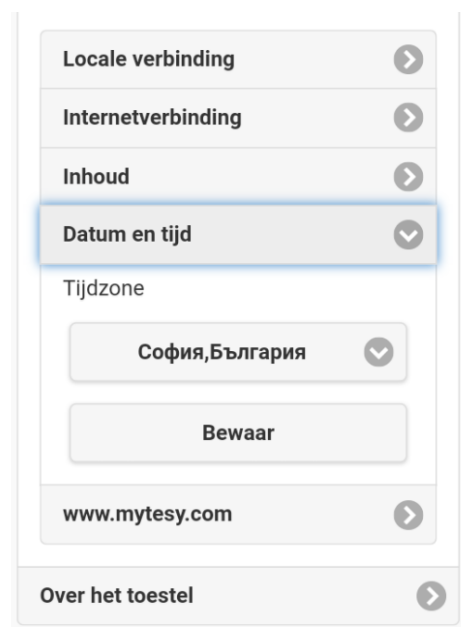 Locale verbinding
Internetverbinding
Inhoud
Datum en tijd
Tijdzone
София,България
Bewaar
www.mytesy.com
Over het toestel